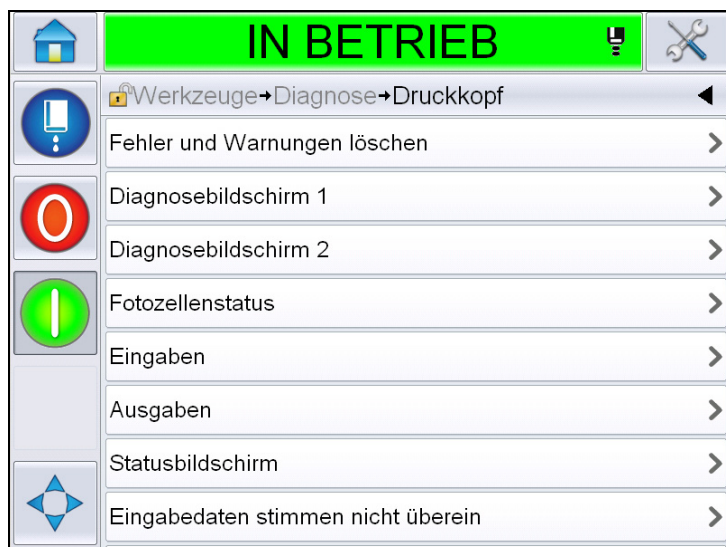 IN BETRIEB
Werkzeuge→Diagnose→Druckkopf
Fehler und Warnungen löschen
Diagnosebildschirm 1
Diagnosebildschirm 2
Fotozellenstatus
Eingaben
Ausgaben
Statusbildschirm
Eingabedaten stimmen nicht überein